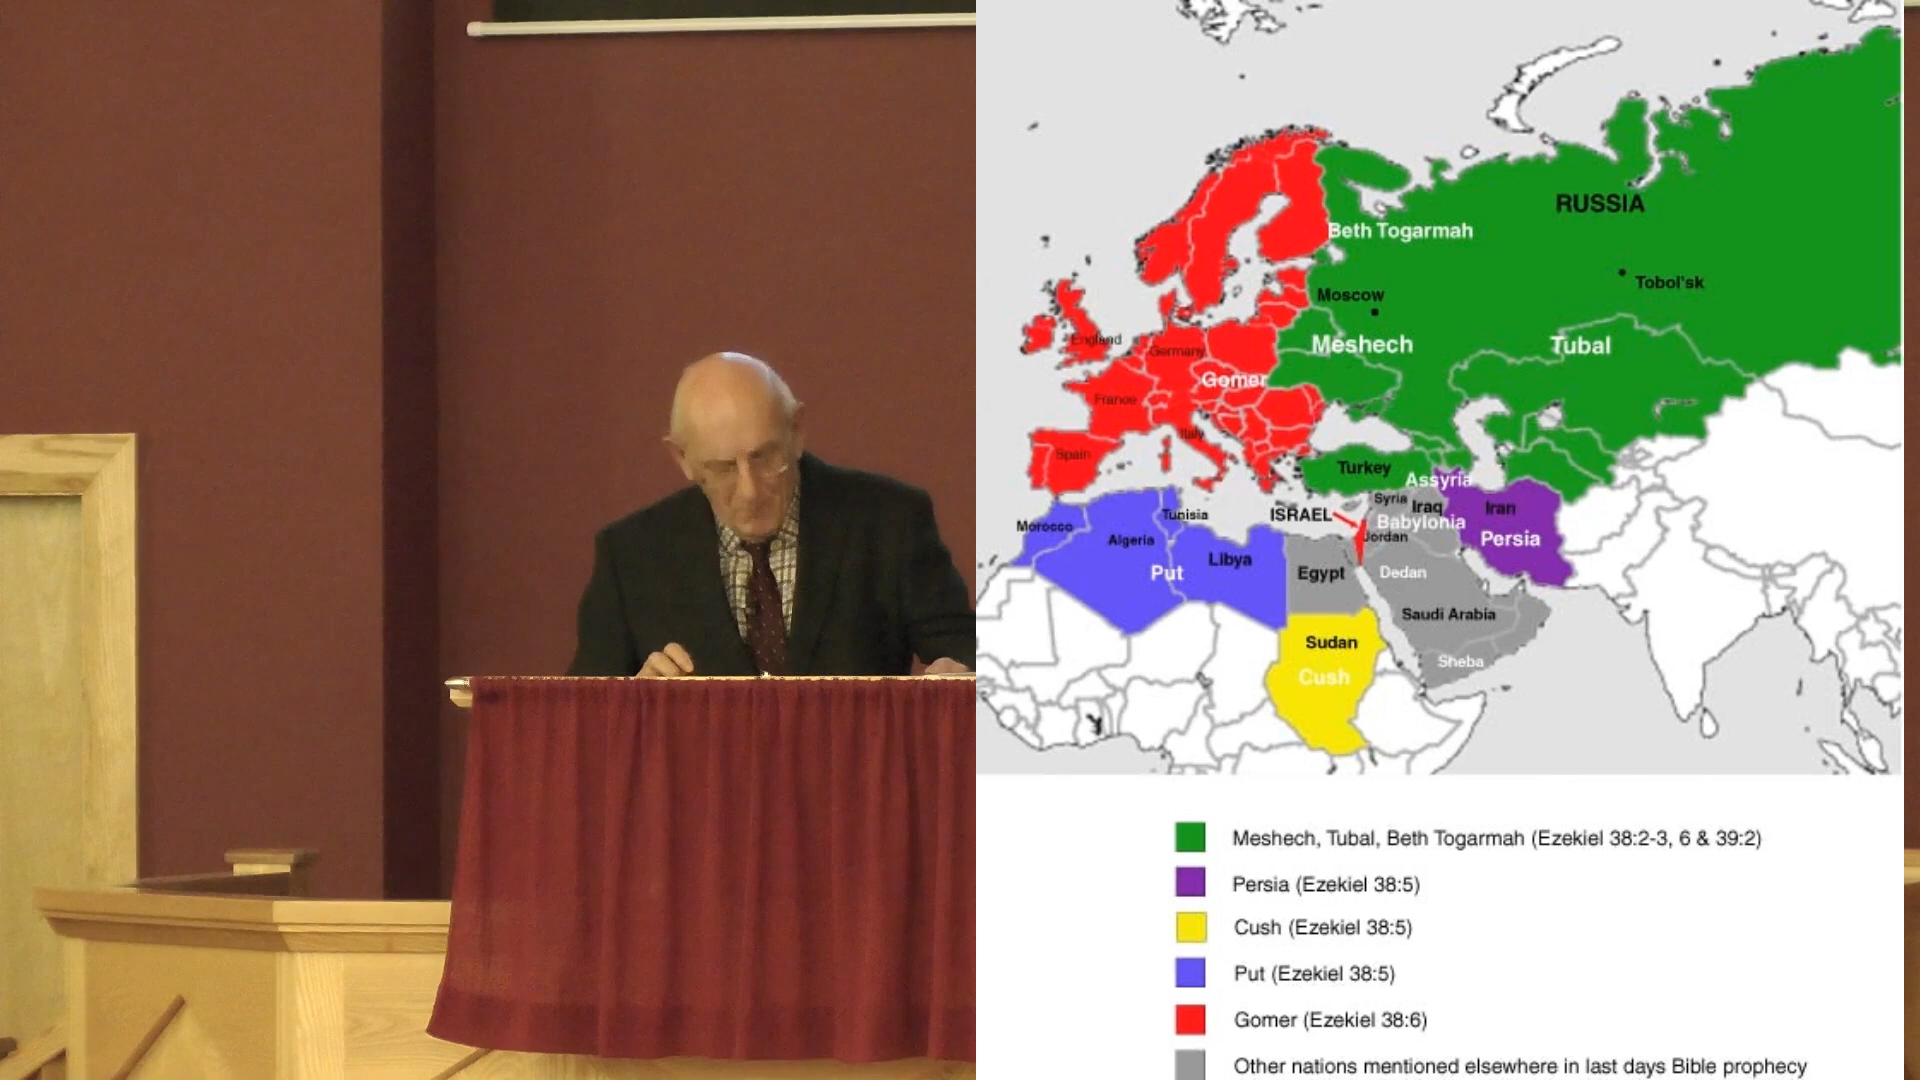 RUSSIA
Beth Togarmah
Tobol'sk
Moscow
England
Germany
Meshech
Tubal
Gomer
France
Italy
Spain
Turkey
Assyria
Syria
Iraq
Iran
Morocco
Tunisia
ISRAEL
Babylonia
Algeria
Jordan
Persia
Libya
Put
Egypt
Dedan
Saudi Arabia
Sudan
Sheba
Cush
Meshech, Tubal, Beth Togarmah (Ezekiel 38:2-3, 6 & 39:2)
Persia (Ezekiel 38:5)
Cush (Ezekiel 38:5)
Put (Ezekiel 38:5)
Gomer (Ezekiel 38:6)
Other nations mentioned elsewhere in last days Bible prophecy